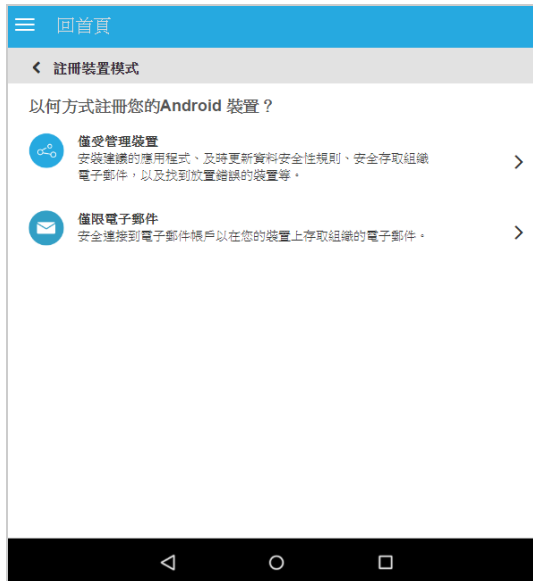 回首頁
註冊裝置模式
以何方式註冊您的Android 裝置？
僅受管理裝置
安裝建議的應用程式、及時更新資料安全性規則、安全存取組織
電子郵件，以及找到放置錯誤的裝置等。
僅限電子郵件
安全連接到電子郵件帳戶以在您的裝置上存取組織的電子郵件。